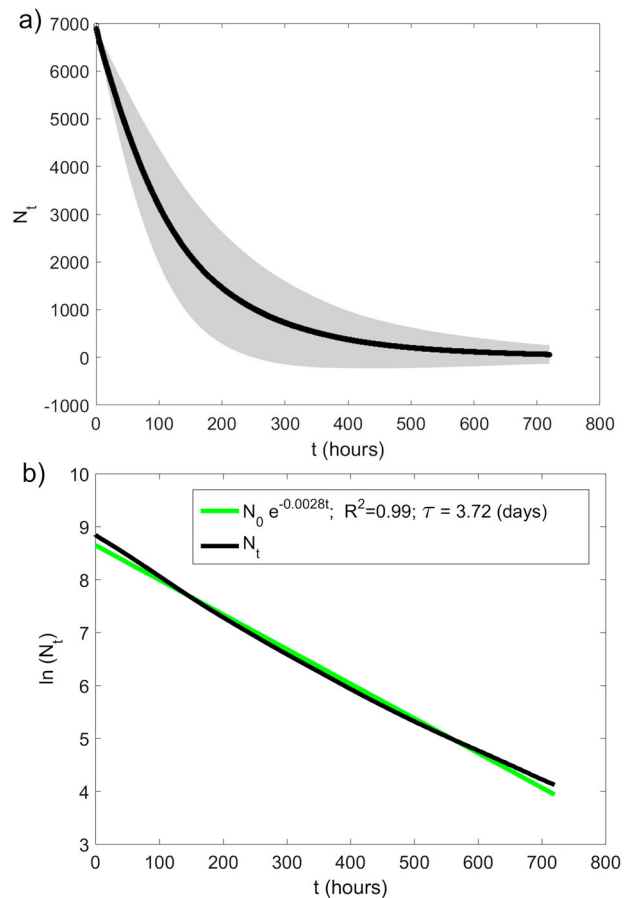 a)
7000
6000
5000
4000
3000
2000
1000
0
-1000
N_t
0 100 200 300 400 500 600 700 800
t (hours)
b)
10
9
8
7
6
5
4
3
ln (N_t)
N_0 e^-0.0028t; R^2=0.99; τ = 3.72 (days)
N_t
0 100 200 300 400 500 600 700 800
t (hours)